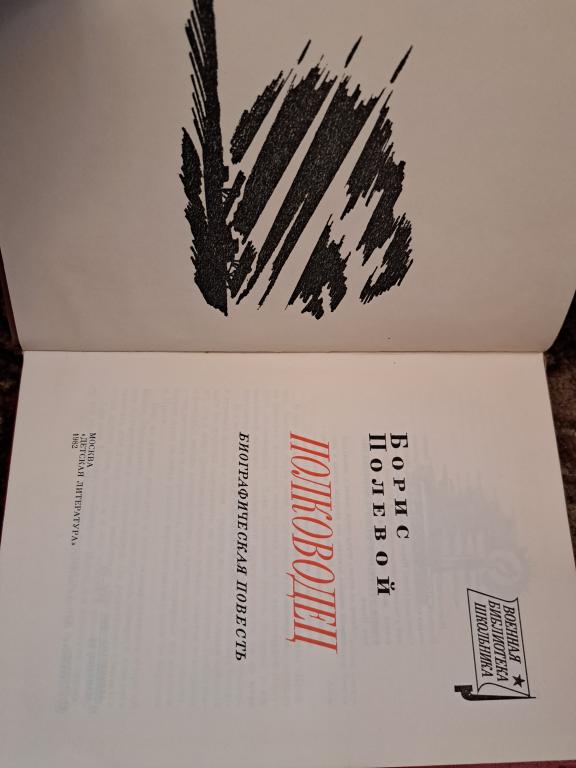 ВОЕННАЯ
БИБЛИОТЕКА
ШКОЛЬНИКА
БОРИС
ПОЛЕВОЙ
ПОЛКОВОДЕЦ
БИОГРАФИЧЕСКАЯ ПОВЕСТЬ
МОСКВА
«ДЕТСКАЯ ЛИТЕРАТУРА»
1982